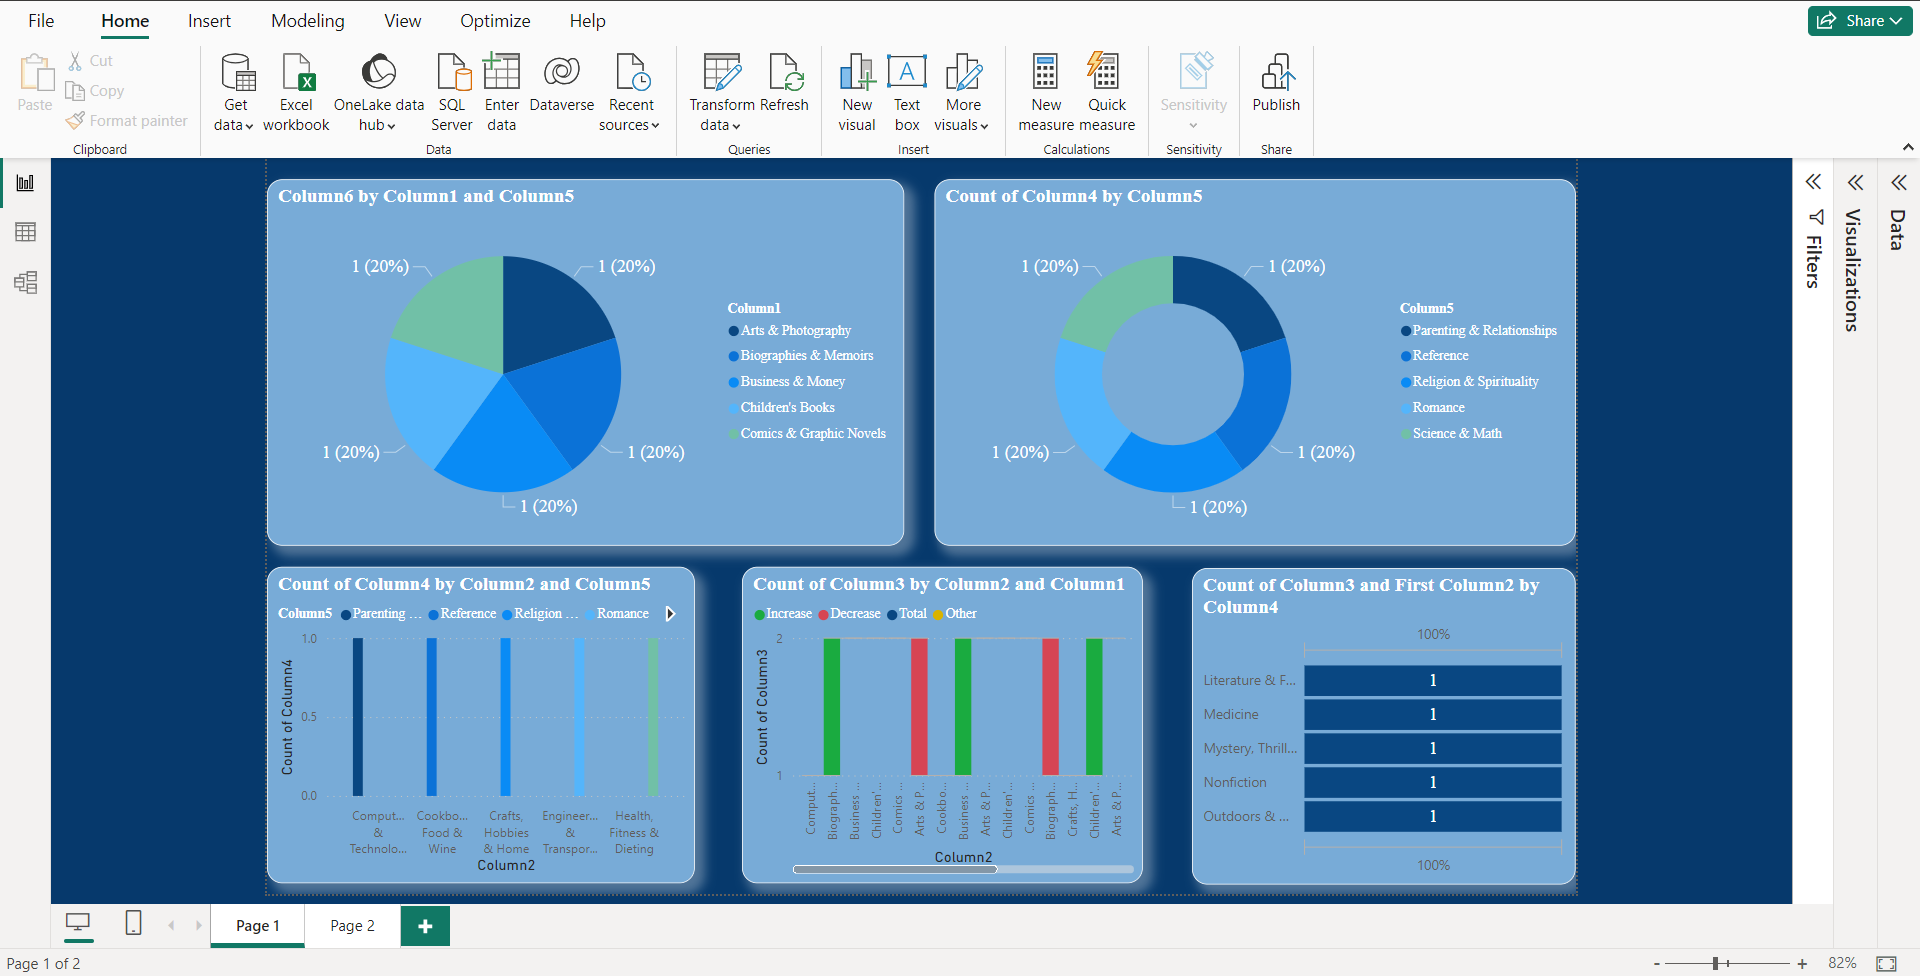 File Home Insert Modeling View Optimize Help Share
Paste Cut
Copy
Format painter
Clipboard
Get data
Excel workbook
OneLake data hub
SQL Server
Enter data
Dataverse
Recent sources
Data
Transform data
Refresh
Queries
New visual
Text box
More visuals
Insert
New measure
Quick measure
Calculations
Sensitivity
Sensitivity
Publish
Share
Column6 by Column1 and Column5
1 (20%)
1 (20%)
1 (20%)
1 (20%)
1 (20%)
Column1
Arts & Photography
Biographies & Memoirs
Business & Money
Children's Books
Comics & Graphic Novels
Count of Column4 by Column5
1 (20%)
1 (20%)
1 (20%)
1 (20%)
1 (20%)
Column5
Parenting & Relationships
Reference
Religion & Spirituality
Romance
Science & Math
Filters
Visualizations
Data
Count of Column4 by Column2 and Column5
Column5 Parenting ... Reference Religion ... Romance
Count of Column4
1.0
0.5
0.0
Comput... & Technolo...
Cookbo... Food & Wine
Crafts, Hobbies & Home
Engineer... & Transpor...
Health, Fitness & Dieting
Column2
Count of Column3 by Column2 and Column1
Increase Decrease Total Other
Count of Column3
2
1
Comput...
Biograph...
Business ...
Children'...
Comics ...
Arts & P...
Cookbo...
Business ...
Arts & P...
Children'...
Comics ...
Biograph...
Crafts, H...
Children'...
Arts & P...
Column2
Count of Column3 and First Column2 by
Column4
100%
Literature & F... 1
Medicine 1
Mystery, Thrill... 1
Nonfiction 1
Outdoors & ... 1
100%
Page 1 Page 2 +
Page 1 of 2 - + 82%